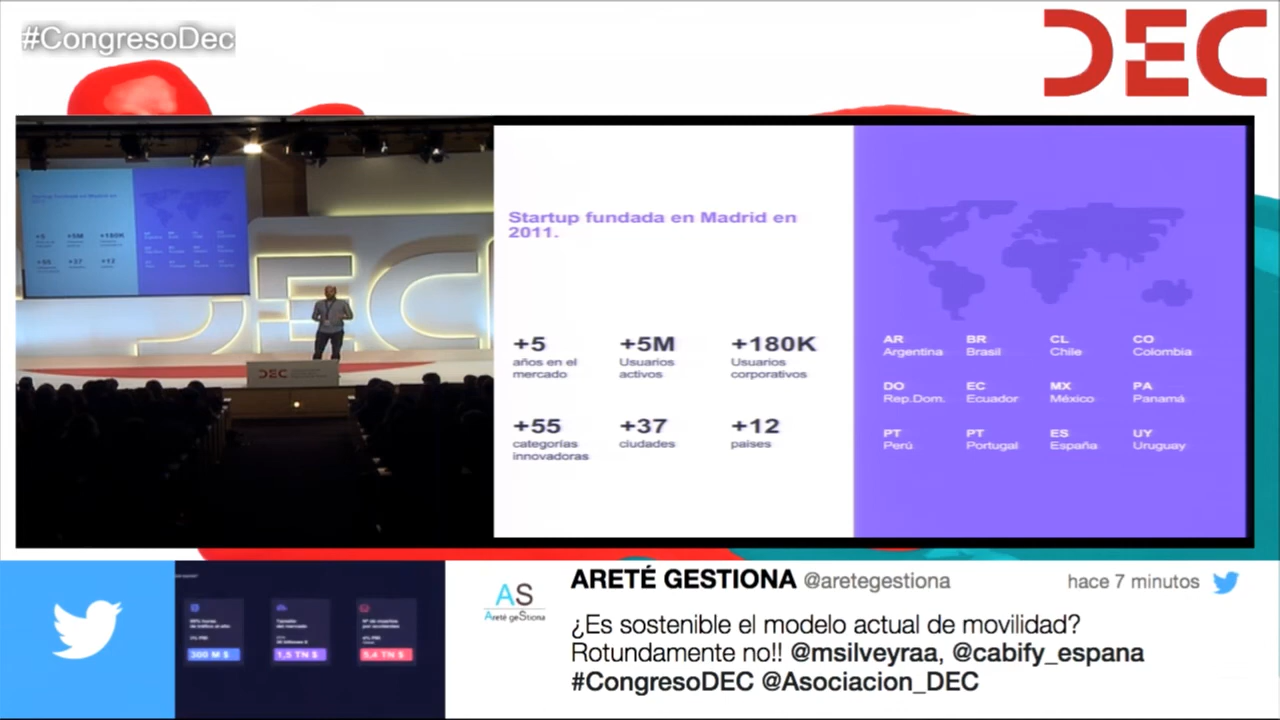 #CongresoDec
DEC
Startup fundada en Madrid en
2011.
+5
años en el
mercado
+5M
Usuarios
activos
+180K
Usuarios
corporativos
+55
categorías
innovadoras
+37
ciudades
+12
paises
AR
Argentina
BR
Brasil
CL
Chile
CO
Colombia
DO
Rep.Dom.
EC
Ecuador
MX
México
PA
Panamá
PT
Perú
PT
Portugal
ES
España
UY
Uruguay
DEC
DEC
300 M $
1,5 TN $
5,4 TN $
AS
Areté geStiona
ARETÉ GESTIONA @aretegestiona
hace 7 minutos
¿Es sostenible el modelo actual de movilidad?
Rotundamente no!! @msilveyraa, @cabify_espana
#CongresoDEC @Asociacion_DEC